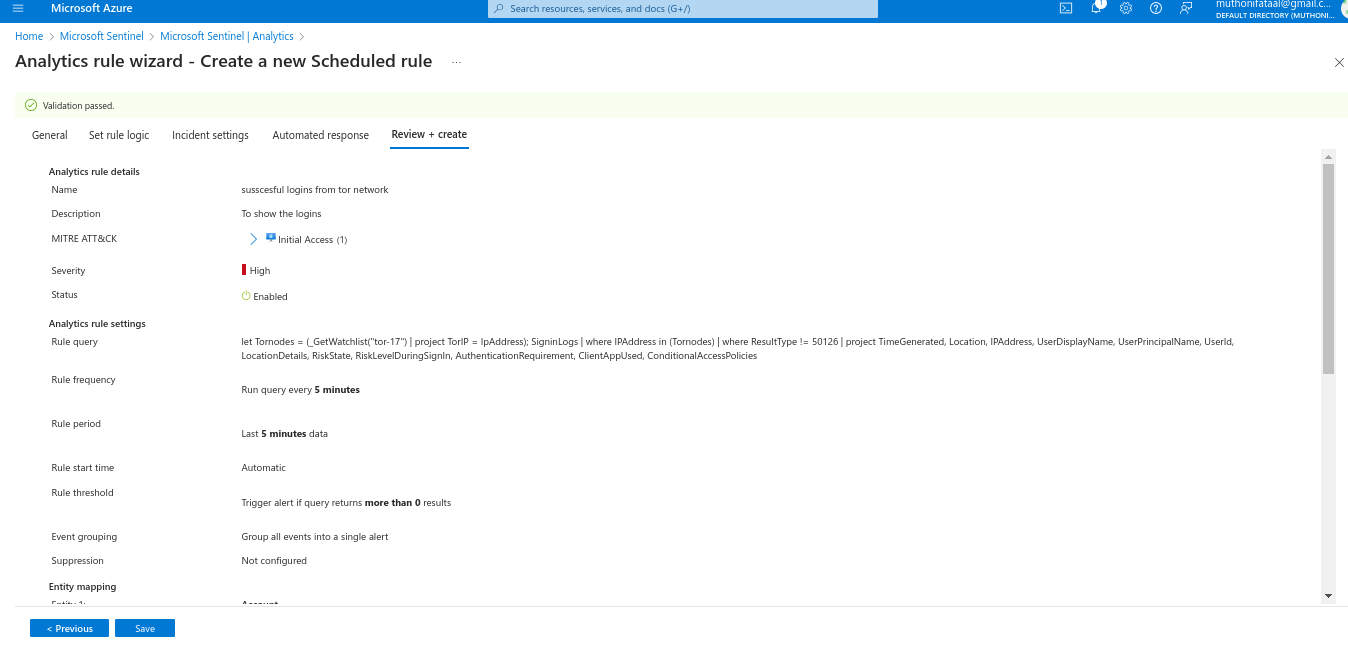 Microsoft Azure
Search resources, services, and docs (G+/)
1
muthonifataal@gmail.c...
DEFAULT DIRECTORY (MUTHONI...
Home > Microsoft Sentinel > Microsoft Sentinel | Analytics >
Analytics rule wizard - Create a new Scheduled rule ...
Validation passed.
General Set rule logic Incident settings Automated response Review + create
Analytics rule details
Name susscesful logins from tor network
Description To show the logins
MITRE ATT&CK Initial Access (1)
Severity High
Status Enabled
Analytics rule settings
Rule query let Tornodes = (_GetWatchlist("tor-17") | project TorIP = IpAddress); SigninLogs | where IPAddress in (Tornodes) | where ResultType != 50126 | project TimeGenerated, Location, IPAddress, UserDisplayName, UserPrincipalName, UserId,
LocationDetails, RiskState, RiskLevelDuringSignIn, AuthenticationRequirement, ClientAppUsed, ConditionalAccessPolicies
Rule frequency
Run query every 5 minutes
Rule period
Last 5 minutes data
Rule start time Automatic
Rule threshold
Trigger alert if query returns more than 0 results
Event grouping Group all events into a single alert
Suppression Not configured
Entity mapping
Entity 1: Account
< Previous Save